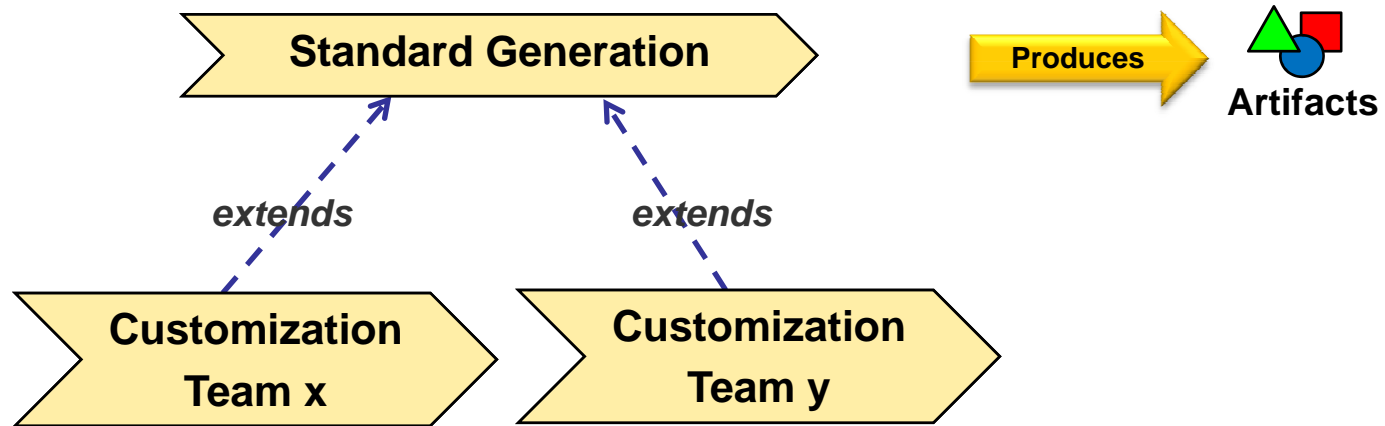 Standard Generation
Produces
Artifacts
extends
extends
Customization
Team x
Customization
Team y